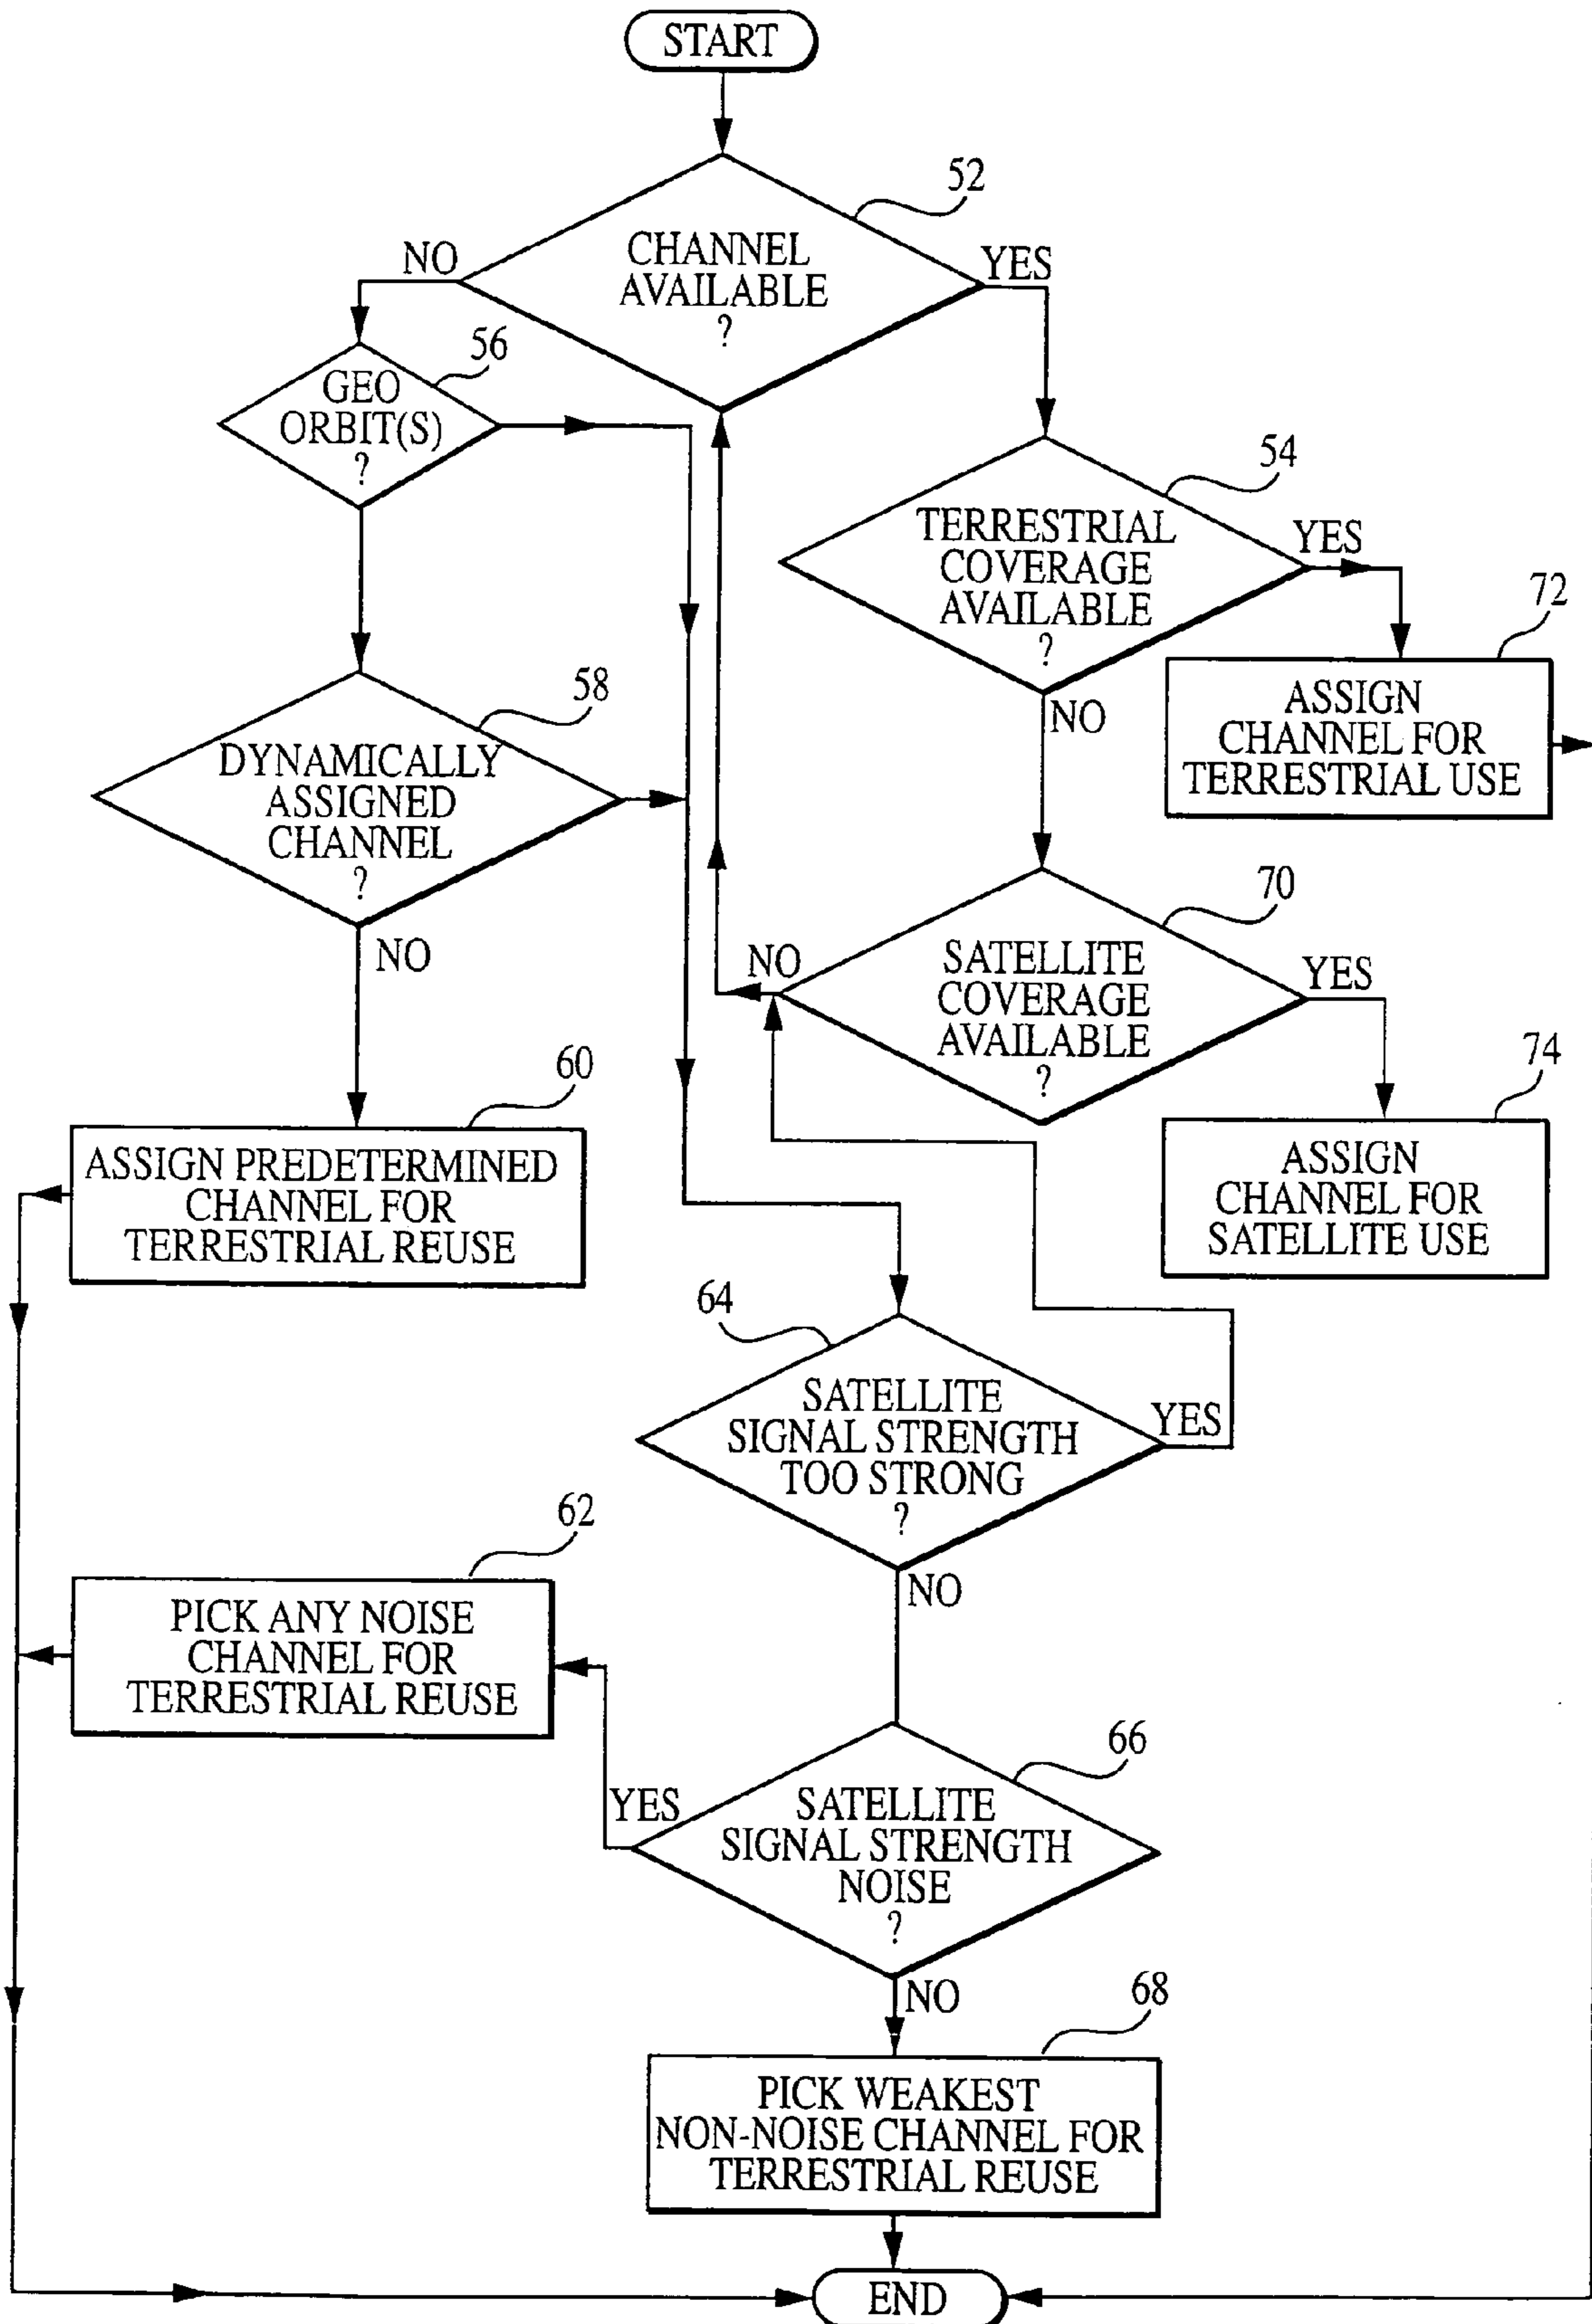 START
52
CHANNEL
AVAILABLE
?
NO
YES
56
GEO
ORBIT(S)
?
54
TERRESTRIAL
COVERAGE
AVAILABLE
?
YES
NO
72
ASSIGN
CHANNEL FOR
TERRESTRIAL USE
58
DYNAMICALLY
ASSIGNED
CHANNEL
?
NO
70
SATELLITE
COVERAGE
AVAILABLE
?
NO
YES
74
ASSIGN
CHANNEL FOR
SATELLITE USE
60
ASSIGN PREDETERMINED
CHANNEL FOR
TERRESTRIAL REUSE
64
SATELLITE
SIGNAL STRENGTH
TOO STRONG
?
YES
NO
62
PICK ANY NOISE
CHANNEL FOR
TERRESTRIAL REUSE
66
SATELLITE
SIGNAL STRENGTH
NOISE
?
YES
NO
68
PICK WEAKEST
NON-NOISE CHANNEL FOR
TERRESTRIAL REUSE
END